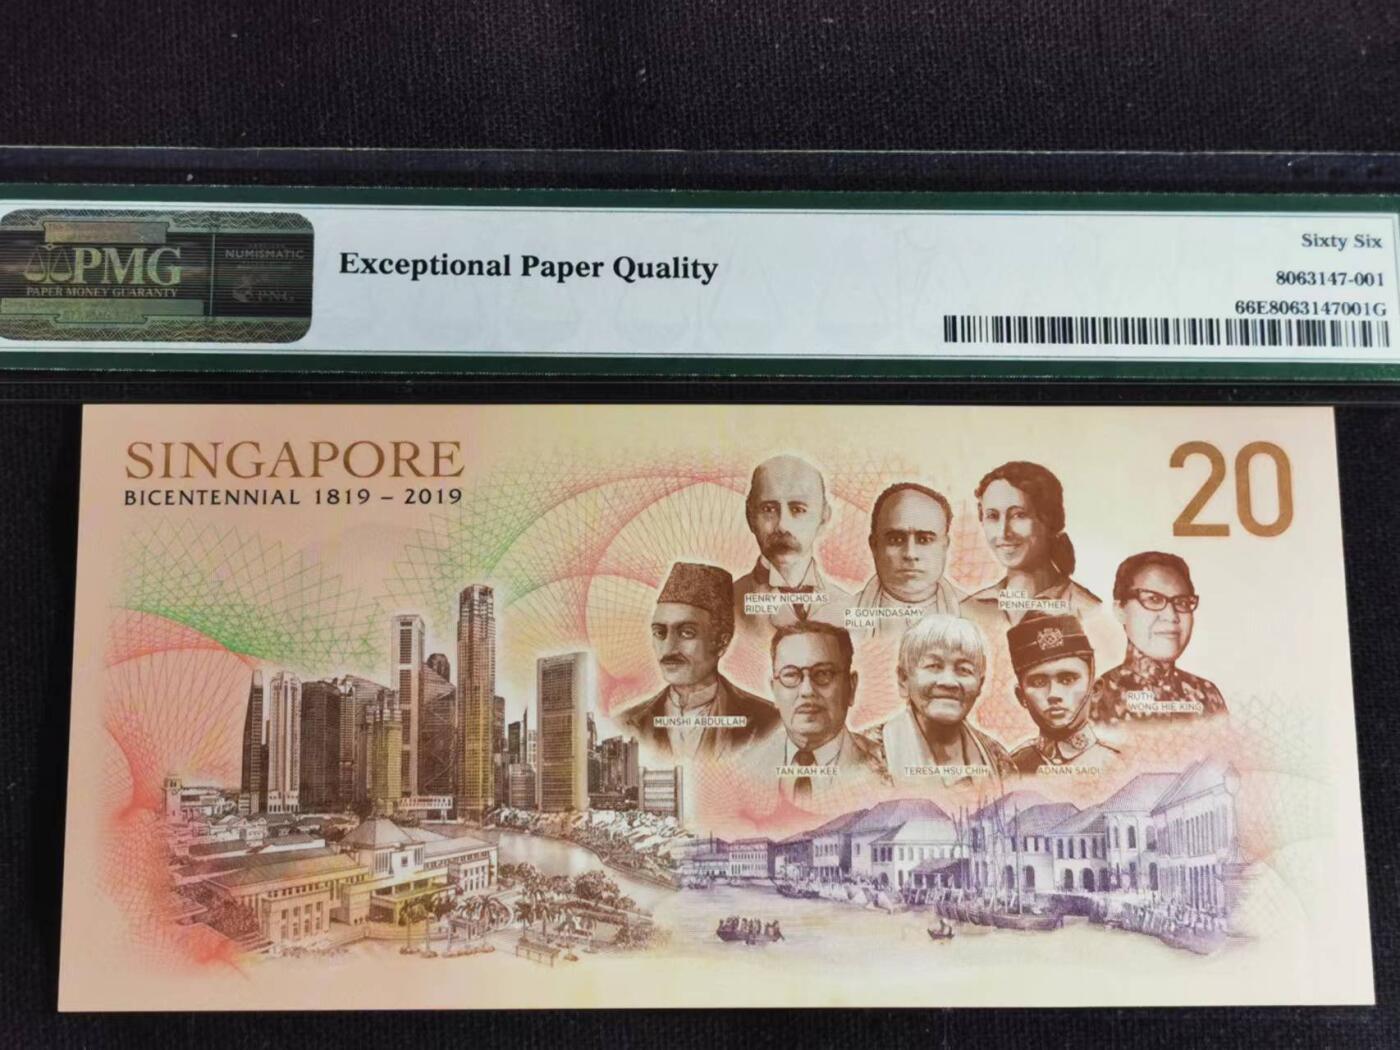 PMG
PAPER MONEY GUARANTY
NUMISMATIC
PNG
Exceptional Paper Quality
Sixty Six
8063147-001
66E8063147001G
SINGAPORE
BICENTENNIAL 1819 – 2019
20
HENRY NICHOLAS
RIDLEY
P. GOVINDASAMY
PILLAI
ALICE
PENNEFATHER
MUNSHI ABDULLAH
TAN KAH KEE
TERESA HSU CHIH
ADNAN SAIDI
RUTH
WONG HIE KING